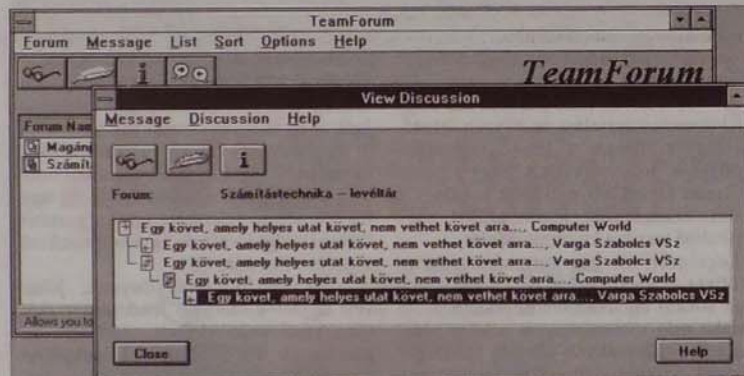 TeamForum
Forum Message List Sort Options Help
TeamForum
View Discussion
Message Discussion Help
Forum Nam
Magánp
Számít
Forum: Számítástechnika – levéltár
Egy követ, amely helyes utat követ, nem vethet követ arra..., Computer World
Egy követ, amely helyes utat követ, nem vethet követ arra..., Varga Szabolcs VSz
Egy követ, amely helyes utat követ, nem vethet követ arra..., Varga Szabolcs VSz
Egy követ, amely helyes utat követ, nem vethet követ arra..., Computer World
Egy követ, amely helyes utat követ, nem vethet követ arra..., Varga Szabolcs VSz
Allows you to
Close Help